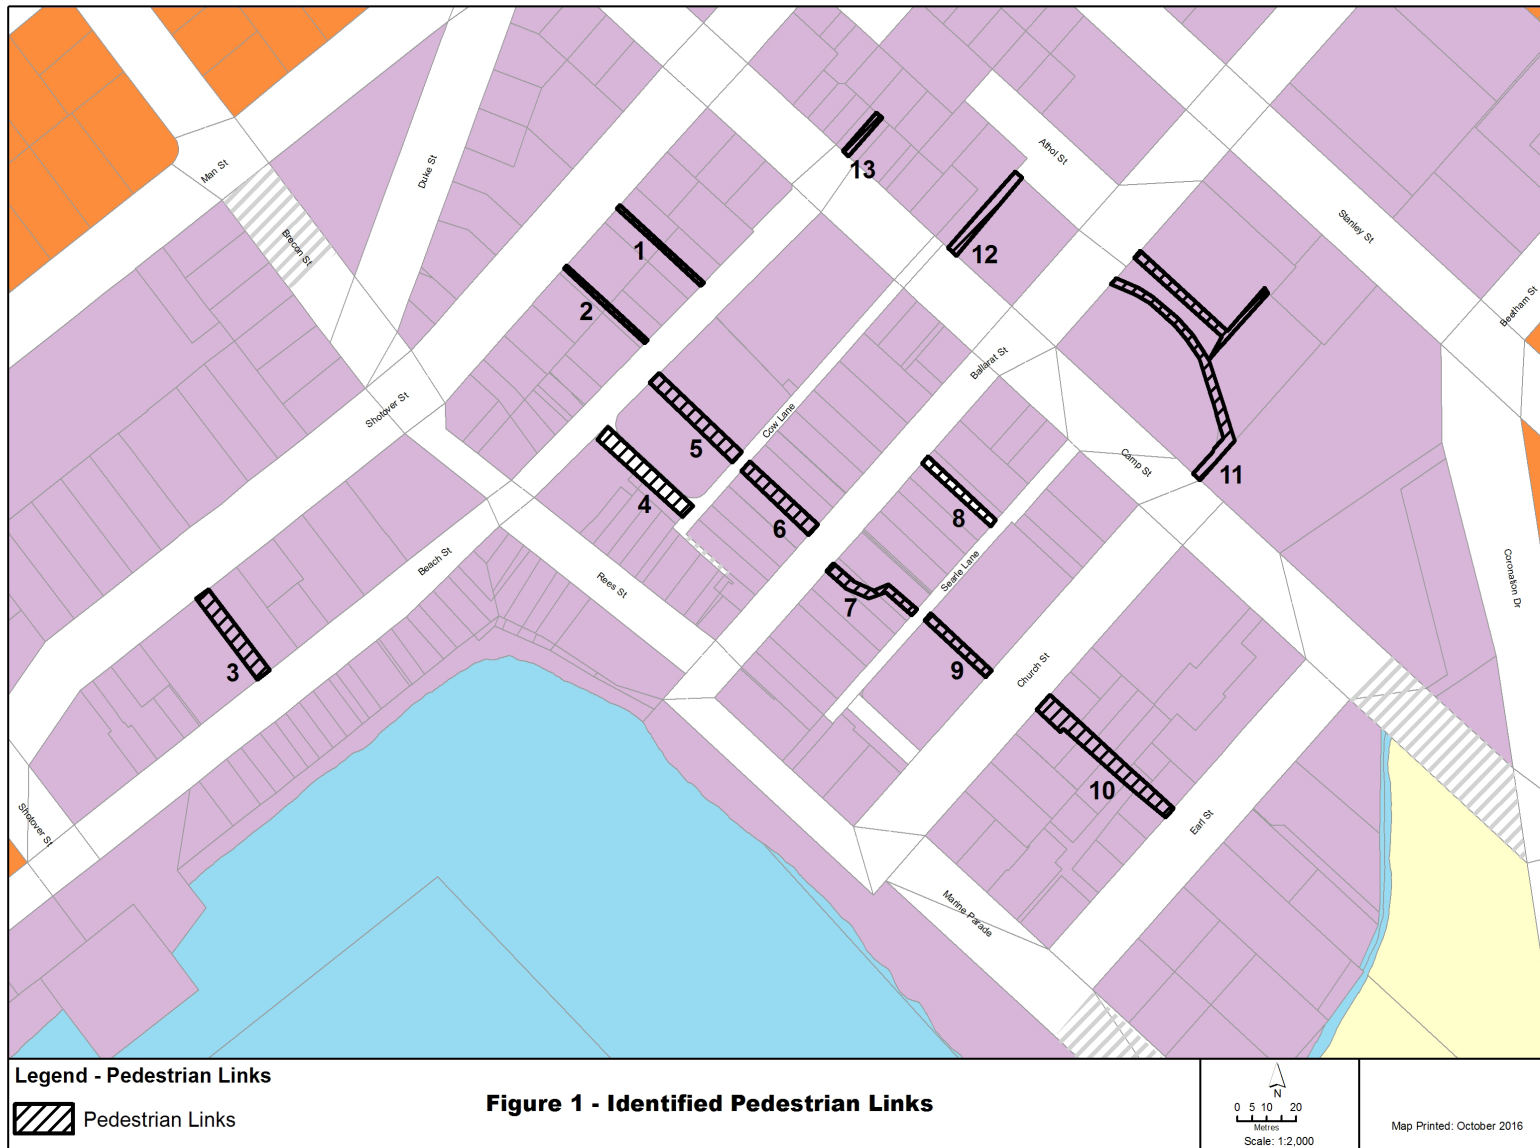 13
Athol St
Man St
Duke St
Stanley St
Brecon St
1
12
2
Beetham St
Ballarat St
Shotover St
Cow Lane
5
Camp St
11
4
6
8
Beach St
Rees St
Searle Lane
Coronation Dr
7
3
9
Church St
10
Shotover St
Earl St
Marine Parade
Legend - Pedestrian Links
Pedestrian Links
Figure 1 - Identified Pedestrian Links
N
0 5 10 20
Metres
Scale: 1:2,000
Map Printed: October 2016